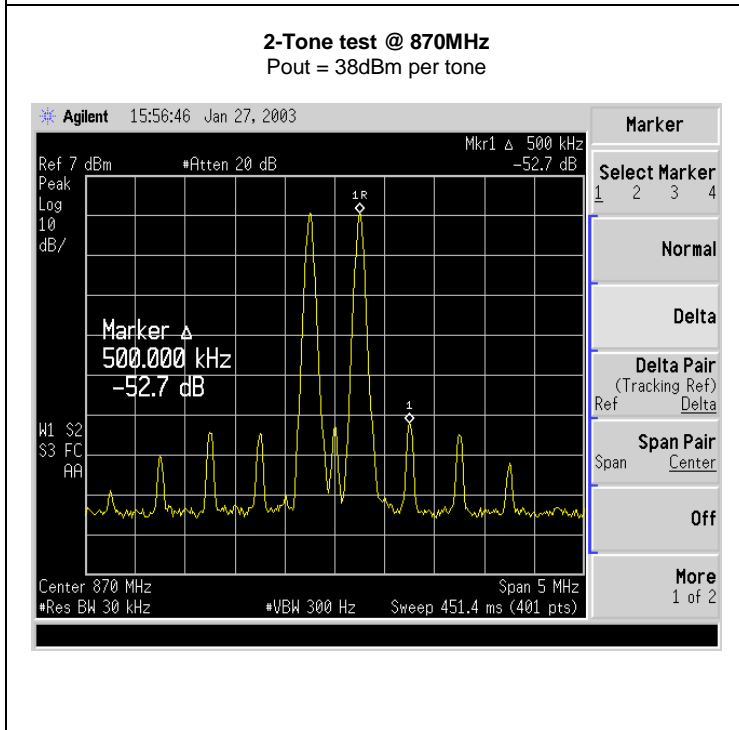 2-Tone test @ 870MHz
Pout = 38dBm per tone
Agilent 15:56:46 Jan 27, 2003
Mkr1 Δ 500 kHz
Ref 7 dBm #Atten 20 dB -52.7 dB
Peak
Log
10
dB/
1R
Marker Δ
500.000 kHz
-52.7 dB
1
W1 S2
S3 FC
AA
Center 870 MHz Span 5 MHz
#Res BW 30 kHz #VBW 300 Hz Sweep 451.4 ms (401 pts)
Marker
Select Marker
1 2 3 4
Normal
Delta
Delta Pair
(Tracking Ref)
Ref Delta
Span Pair
Span Center
Off
More
1 of 2